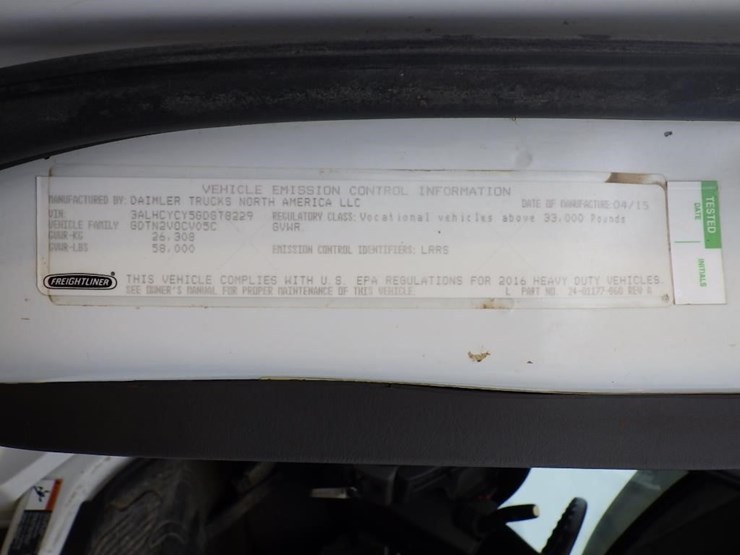 VEHICLE EMISSION CONTROL INFORMATION
MANUFACTURED BY: DAIMLER TRUCKS NORTH AMERICA LLC DATE OF MANUFACTURE: 04/15
VIN: 3ALHCYCY5GDGT8229 REGULATORY CLASS: Vocational vehicles above 33,000 Pounds
VEHICLE FAMILY GDTN2VOCV05C GVWR.
GVWR-KG 26,308
GVWR-LBS 58,000 EMISSION CONTROL IDENTIFIERS: LARS
FREIGHTLINER THIS VEHICLE COMPLIES WITH U.S. EPA REGULATIONS FOR 2016 HEAVY DUTY VEHICLES.
SEE OWNER'S MANUAL FOR PROPER MAINTENANCE OF THIS VEHICLE. PART NO
TESTED
DATE INITIALS